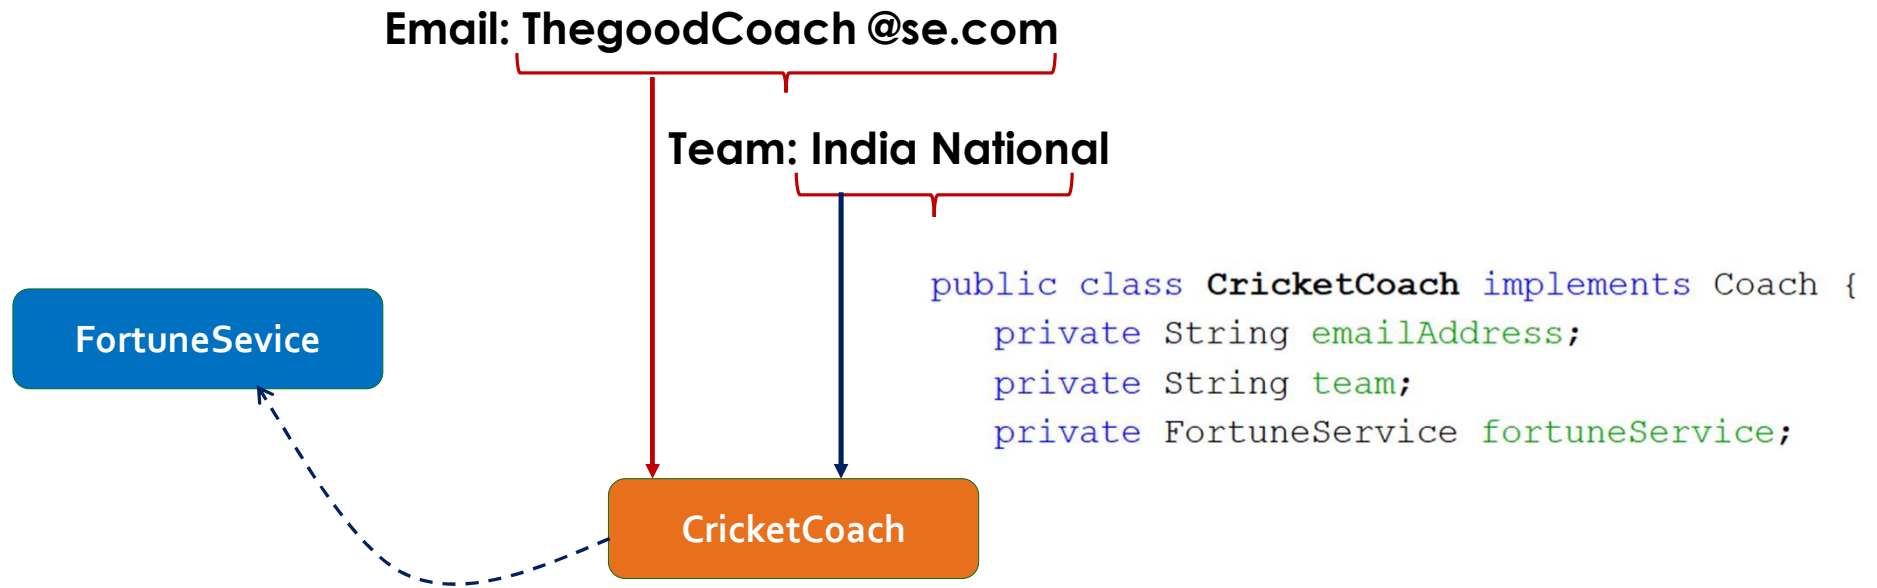 Email: ThegoodCoach @se.com
Team: India National
public class CricketCoach implements Coach {
private String emailAddress;
private String team;
private FortuneService fortuneService;
FortuneSevice
CricketCoach